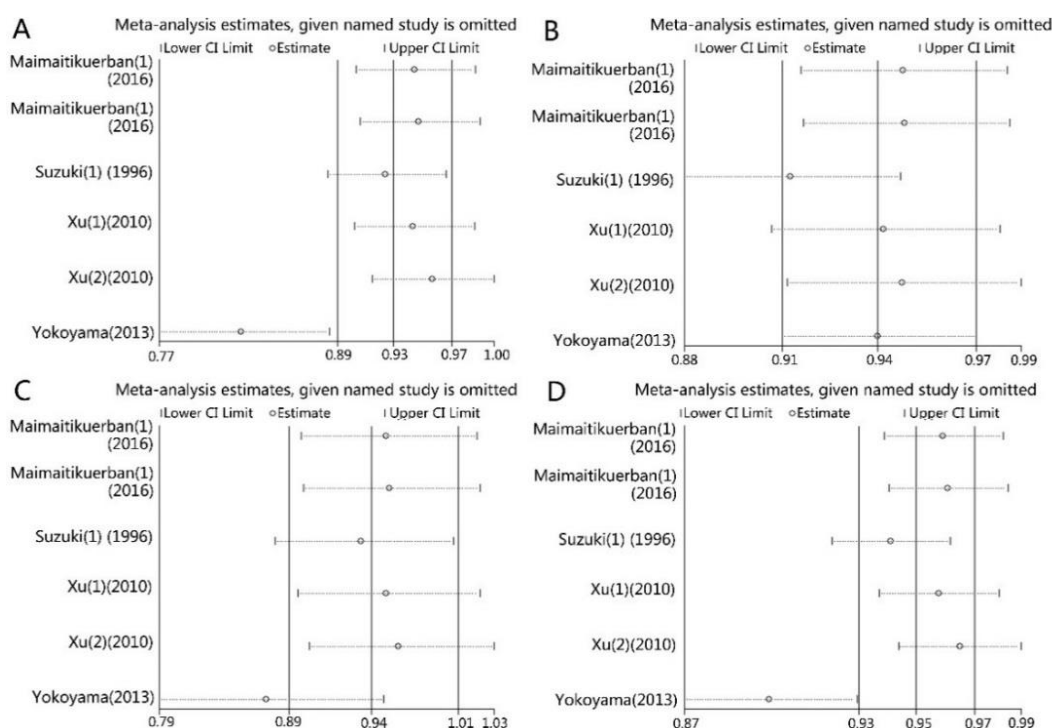 A
Meta-analysis estimates, given named study is omitted
Lower CI Limit Estimate Upper CI Limit
Maimaitikuerban(1)
(2016)
Maimaitikuerban(1)
(2016)
Suzuki(1) (1996)
Xu(1)(2010)
Xu(2)(2010)
Yokoyama(2013)
0.77 0.89 0.93 0.97 1.00
B
Meta-analysis estimates, given named study is omitted
Lower CI Limit Estimate Upper CI Limit
Maimaitikuerban(1)
(2016)
Maimaitikuerban(1)
(2016)
Suzuki(1) (1996)
Xu(1)(2010)
Xu(2)(2010)
Yokoyama(2013)
0.88 0.91 0.94 0.97 0.99
C
Meta-analysis estimates, given named study is omitted
Lower CI Limit Estimate Upper CI Limit
Maimaitikuerban(1)
(2016)
Maimaitikuerban(1)
(2016)
Suzuki(1) (1996)
Xu(1)(2010)
Xu(2)(2010)
Yokoyama(2013)
0.79 0.89 0.94 1.01 1.03
D
Meta-analysis estimates, given named study is omitted
Lower CI Limit Estimate Upper CI Limit
Maimaitikuerban(1)
(2016)
Maimaitikuerban(1)
(2016)
Suzuki(1) (1996)
Xu(1)(2010)
Xu(2)(2010)
Yokoyama(2013)
0.87 0.93 0.95 0.97 0.99